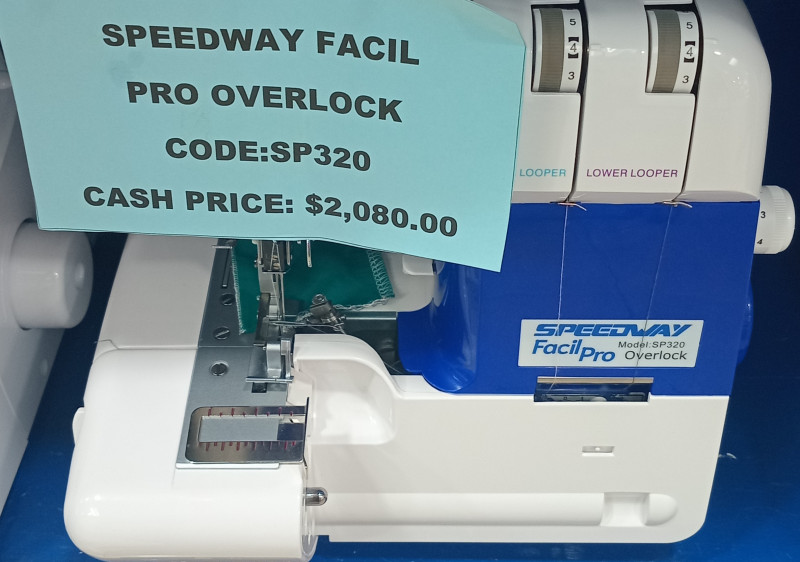 SPEEDWAY FACIL
PRO OVERLOCK
CODE:SP320
CASH PRICE: $2,080.00
5
4
3
5
4
3
LOOPER
LOWER LOOPER
3
4
SPEEDWAY
FacilPro Model:SP320
Overlock